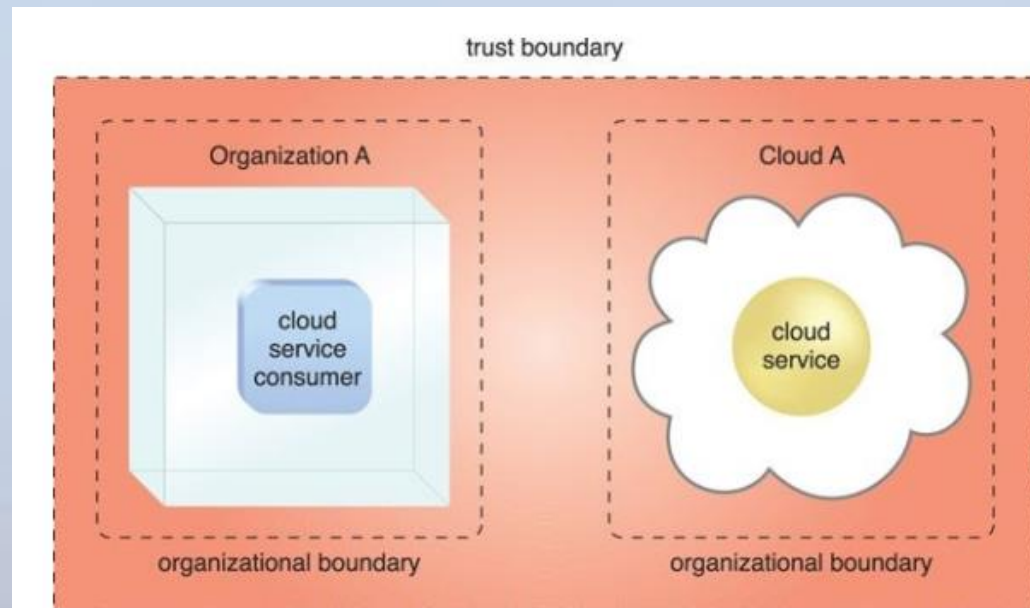 trust boundary
Organization A
Cloud A
cloud
service
consumer
cloud
service
organizational boundary
organizational boundary